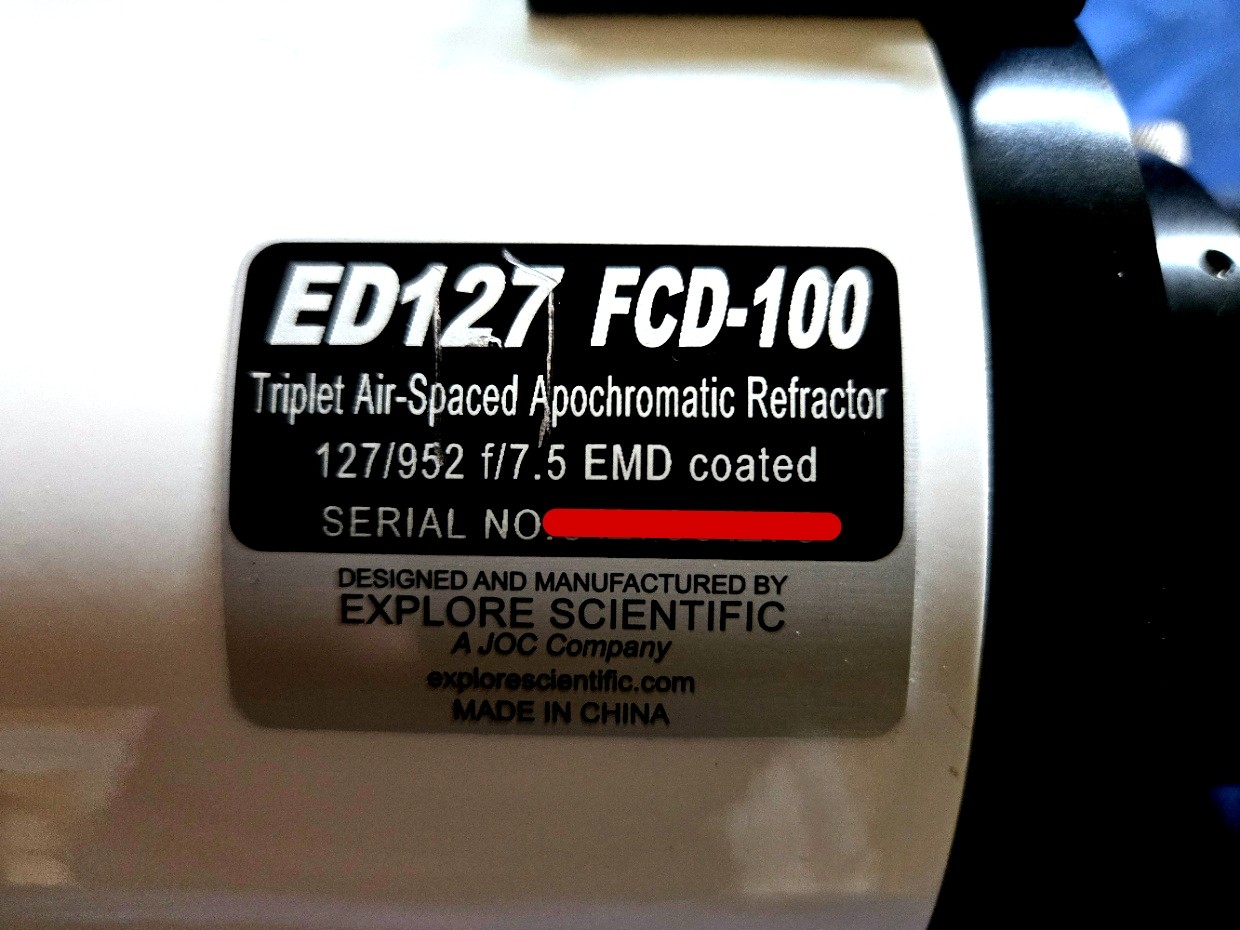 ED127 FCD-100
Triplet Air-Spaced Apochromatic Refractor
127/952 f/7.5 EMD coated
SERIAL NO.
DESIGNED AND MANUFACTURED BY
EXPLORE SCIENTIFIC
A JOC Company
explorescientific.com
MADE IN CHINA